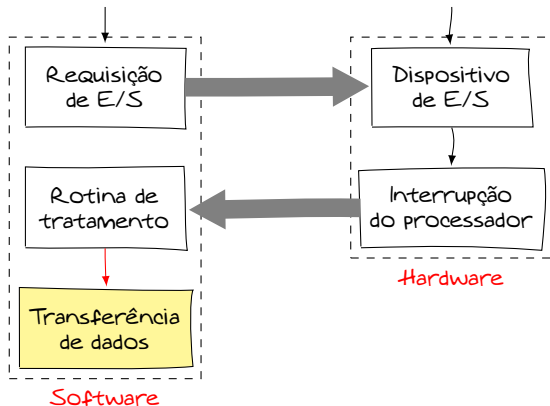 Requisição
de E/S
Dispositivo
de E/S
Rotina de
tratamento
Interrupção
do processador
Hardware
Transferência
de dados
Software